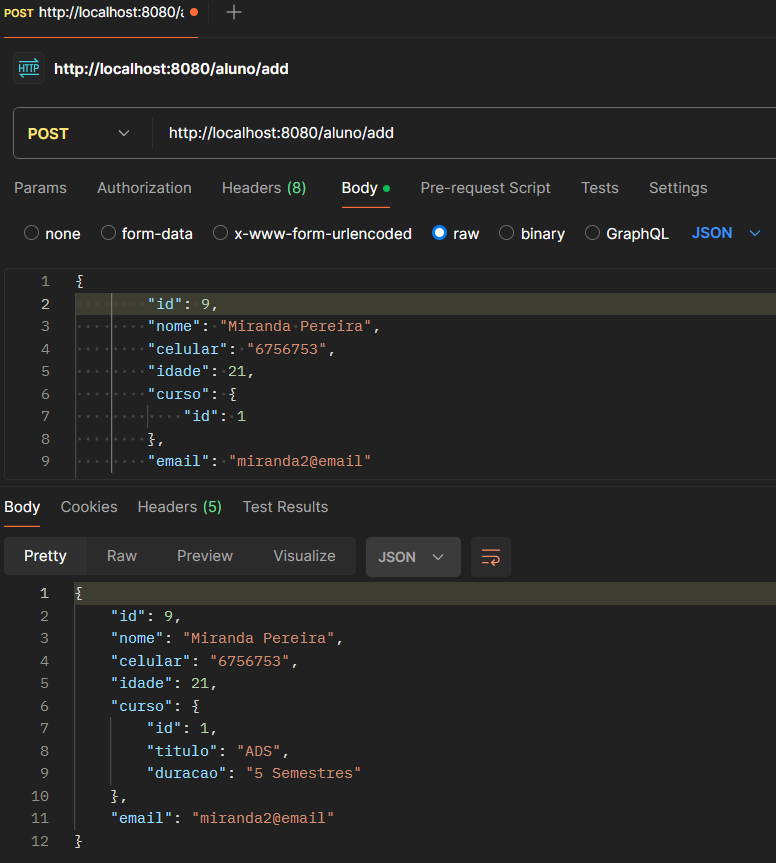 POST http://localhost:8080/a
HTTP http://localhost:8080/aluno/add
POST http://localhost:8080/aluno/add
Params Authorization Headers (8) Body Pre-request Script Tests Settings
none form-data x-www-form-urlencoded raw binary GraphQL JSON
1 {
2 "id": 9,
3 "nome": "Miranda Pereira",
4 "celular": "6756753",
5 "idade": 21,
6 "curso": {
7 "id": 1
8 },
9 "email": "miranda2@email"
Body Cookies Headers (5) Test Results
Pretty Raw Preview Visualize JSON
1 {
2 "id": 9,
3 "nome": "Miranda Pereira",
4 "celular": "6756753",
5 "idade": 21,
6 "curso": {
7 "id": 1,
8 "titulo": "ADS",
9 "duracao": "5 Semestres"
10 },
11 "email": "miranda2@email"
12 }